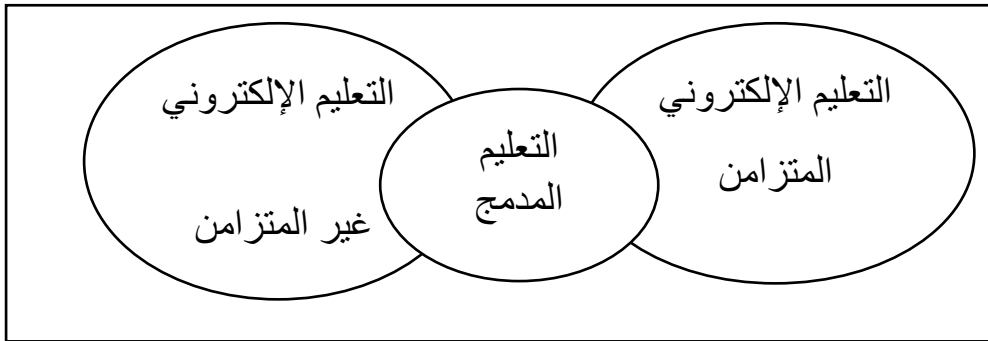 التعليم الإلكتروني
المتزامن
التعليم
المدمج
التعليم الإلكتروني
غير المتزامن